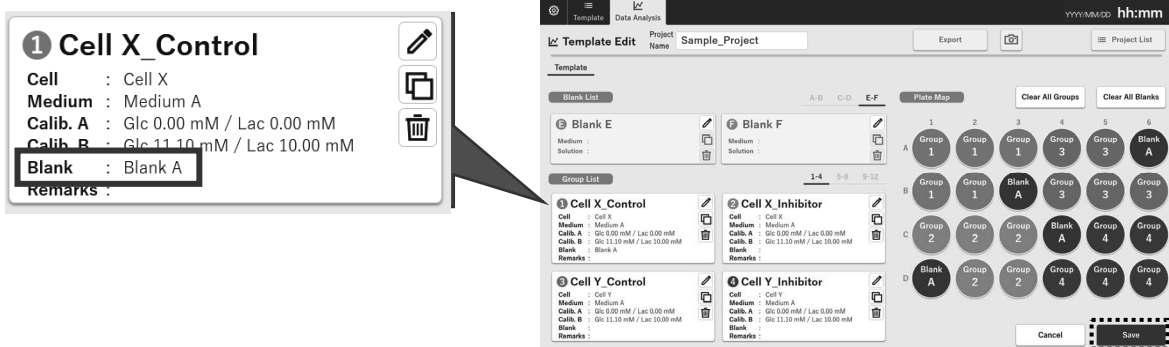 1 Cell X_Control
Cell : Cell X
Medium : Medium A
Calib. A : Glc 0.00 mM / Lac 0.00 mM
Calib. B : Glc 11.10 mM / Lac 10.00 mM
Blank : Blank A
Remarks :
Template
Data Analysis
YYYY/MM/DD hh:mm
Template Edit
Project Name
Sample_Project
Export
Project List
Template
Blank List
A-B C-D E-F
E Blank E
Medium :
Solution :
F Blank F
Medium :
Solution :
Group List
1-4 5-8 9-12
1 Cell X_Control
Cell : Cell X
Medium : Medium A
Calib. A : Glc 0.00 mM / Lac 0.00 mM
Calib. B : Glc 11.10 mM / Lac 10.00 mM
Blank : Blank A
Remarks :
2 Cell X_Inhibitor
Cell : Cell X
Medium : Medium A
Calib. A : Glc 0.00 mM / Lac 0.00 mM
Calib. B : Glc 11.10 mM / Lac 10.00 mM
Blank :
Remarks :
3 Cell Y_Control
Cell : Cell Y
Medium : Medium A
Calib. A : Glc 0.00 mM / Lac 0.00 mM
Calib. B : Glc 11.10 mM / Lac 10.00 mM
Blank :
Remarks :
4 Cell Y_Inhibitor
Cell : Cell Y
Medium : Medium A
Calib. A : Glc 0.00 mM / Lac 0.00 mM
Calib. B : Glc 11.10 mM / Lac 10.00 mM
Blank :
Remarks :
Plate Map
Clear All Groups
Clear All Blanks
1 2 3 4 5 6
A Group 1 Group 1 Group 1 Group 3 Group 3 Blank A
B Group 1 Group 1 Blank A Group 3 Group 3 Group 3
C Group 2 Group 2 Group 2 Blank A Group 4 Group 4
D Blank A Group 2 Group 2 Group 4 Group 4 Group 4
Cancel
Save